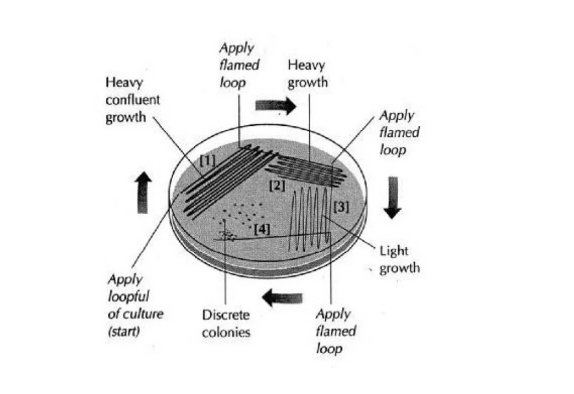 Apply
flamed
loop
Heavy
growth
Heavy
confluent
growth
Apply
flamed
loop
[1]
[2]
[3]
[4]
Light
growth
Apply
loopful
of culture
(start)
Discrete
colonies
Apply
flamed
loop